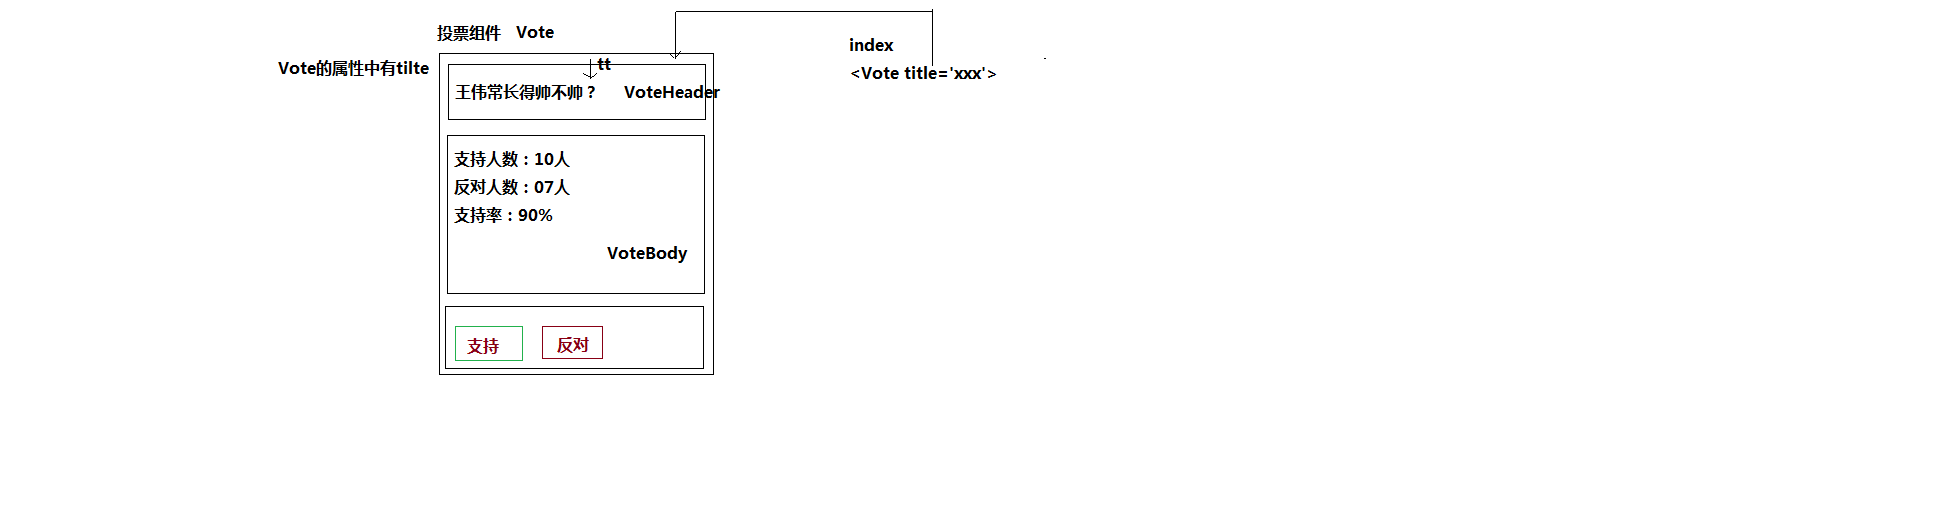 投票组件 Vote
Vote的属性中有tilte
tt
王伟常长得帅不帅？ VoteHeader
支持人数：10人
反对人数：07人
支持率：90%
VoteBody
支持
反对
index
<Vote title='xxx'>